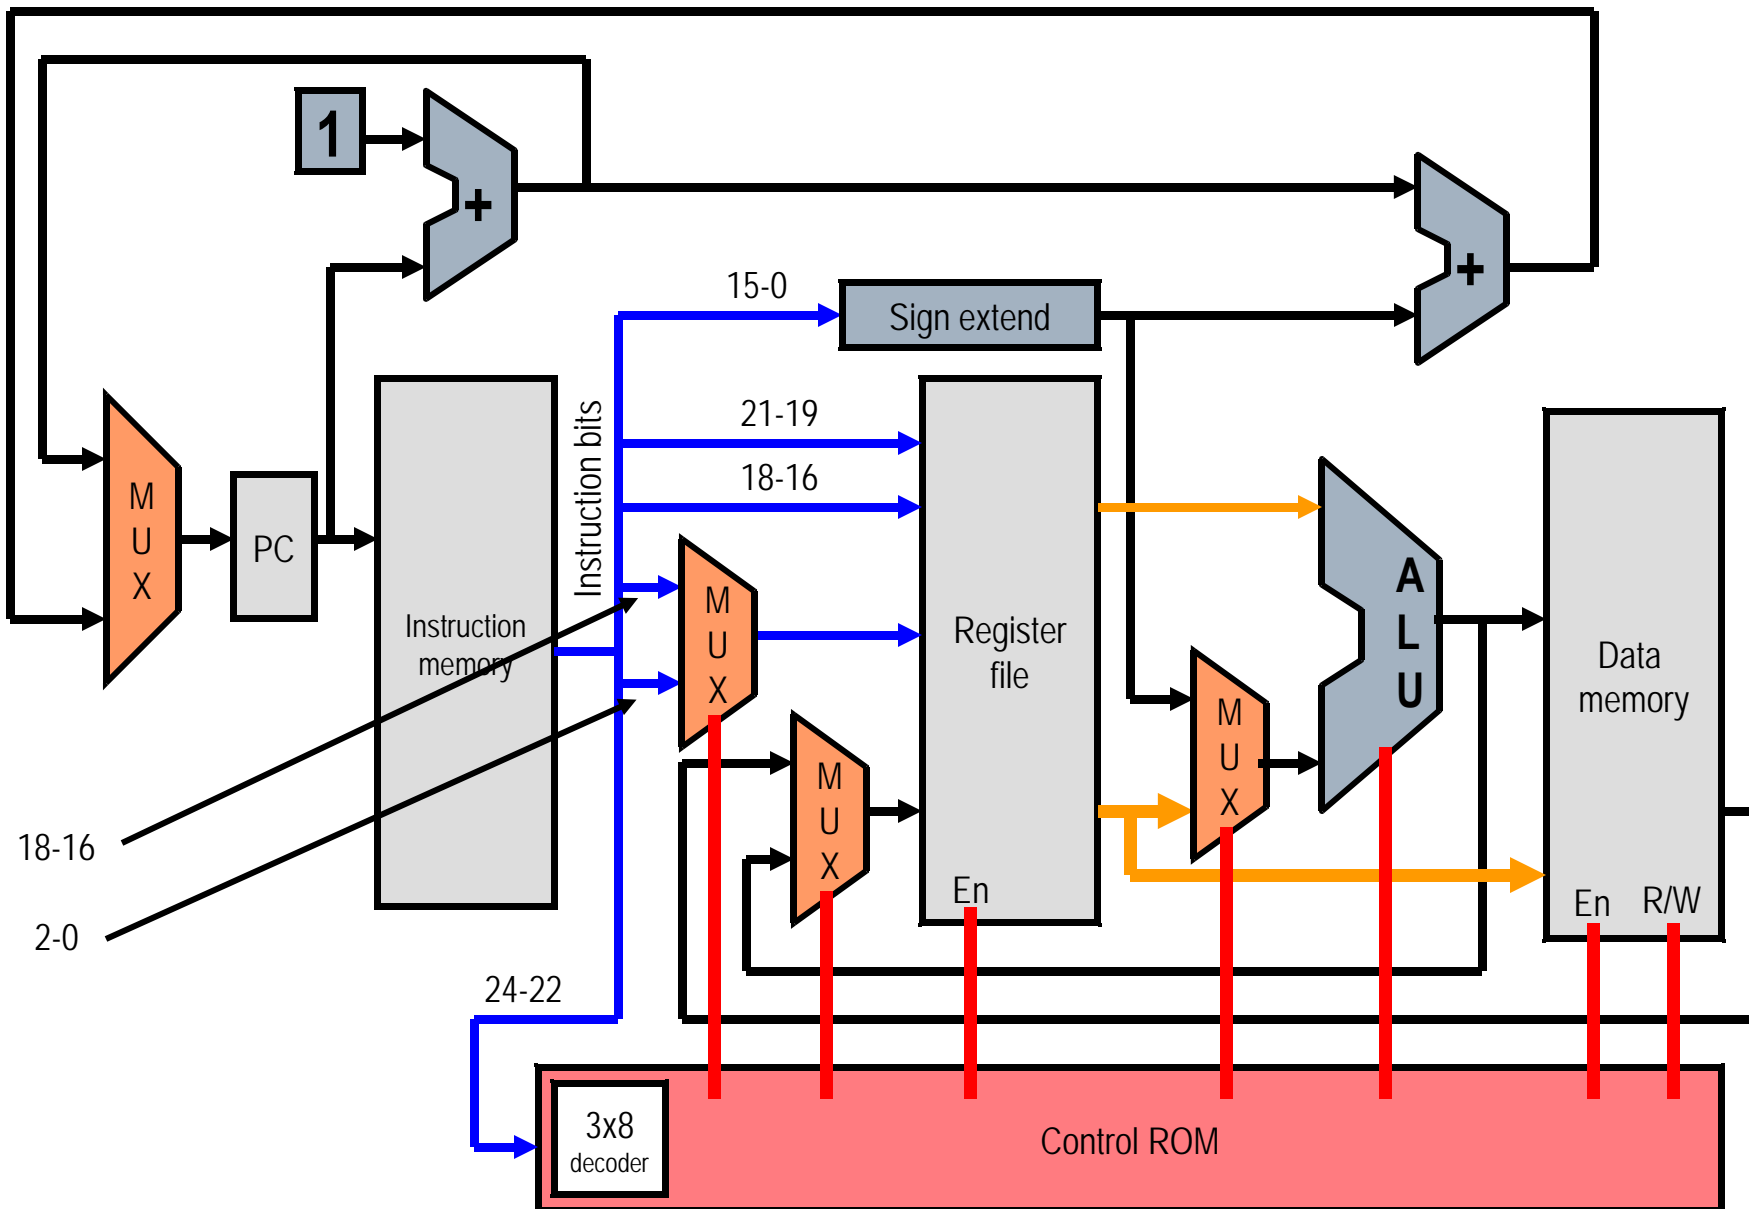 1
+
+
15-0
Sign extend
21-19
18-16
Instruction bits
M
U
X
PC
Instruction
memory
M
U
X
Register
file
En
M
U
X
M
U
X
A
L
U
Data
memory
En
R/W
18-16
2-0
24-22
3x8
decoder
Control ROM